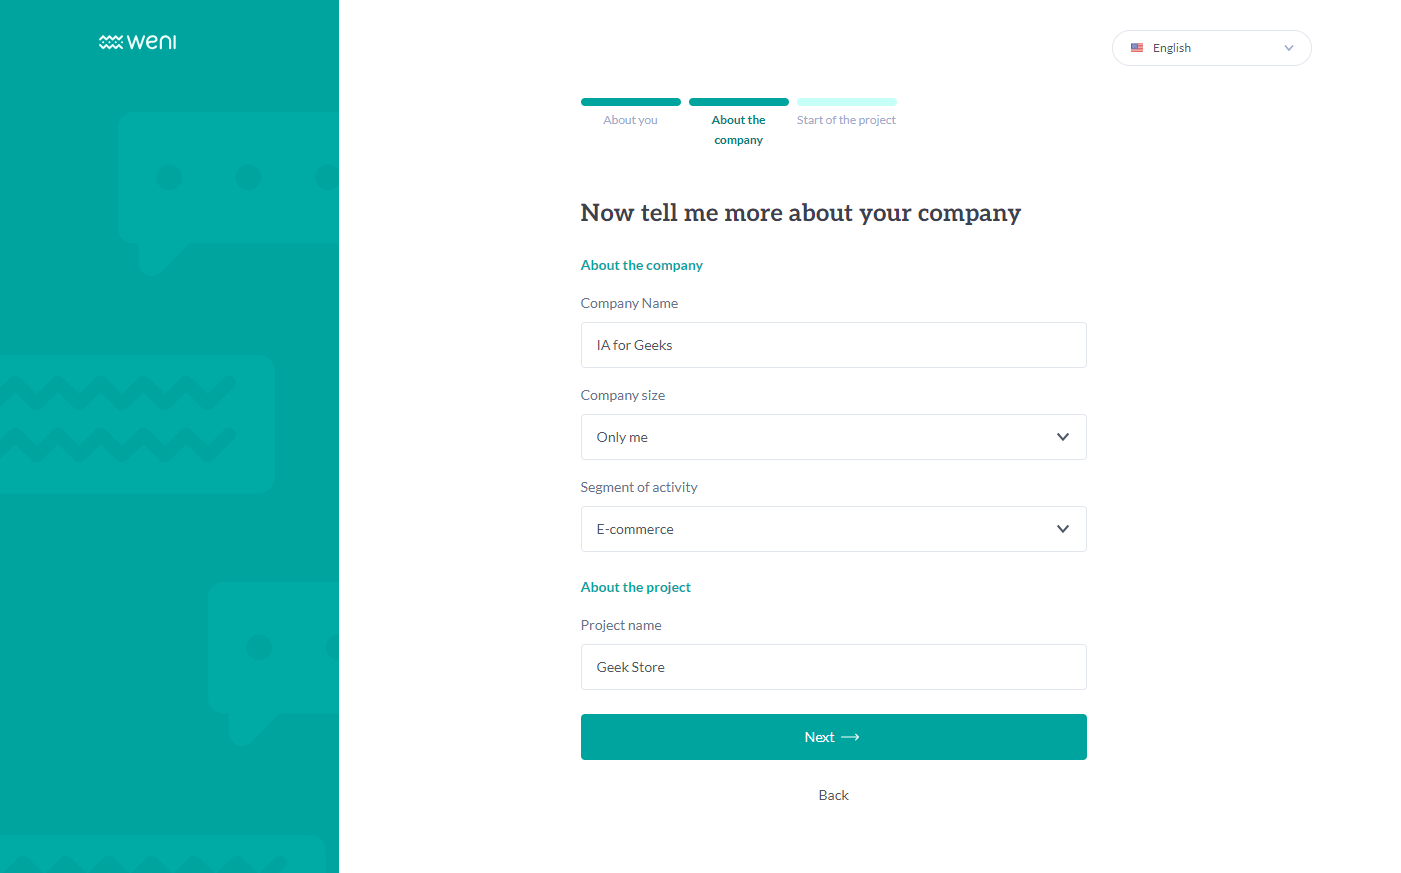 weni
English
About you
About the
company
Start of the project
Now tell me more about your company
About the company
Company Name
IA for Geeks
Company size
Only me
Segment of activity
E-commerce
About the project
Project name
Geek Store
Next
Back